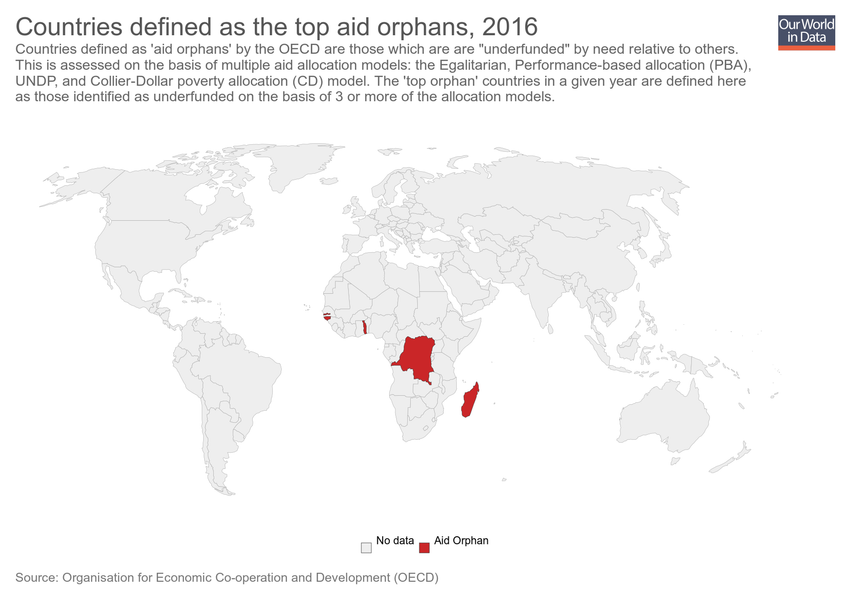 Countries defined as the top aid orphans, 2016
Our World
in Data
Countries defined as 'aid orphans' by the OECD are those which are are "underfunded" by need relative to others.
This is assessed on the basis of multiple aid allocation models: the Egalitarian, Performance-based allocation (PBA),
UNDP, and Collier-Dollar poverty allocation (CD) model. The 'top orphan' countries in a given year are defined here
as those identified as underfunded on the basis of 3 or more of the allocation models.
No data
Aid Orphan
Source: Organisation for Economic Co-operation and Development (OECD)